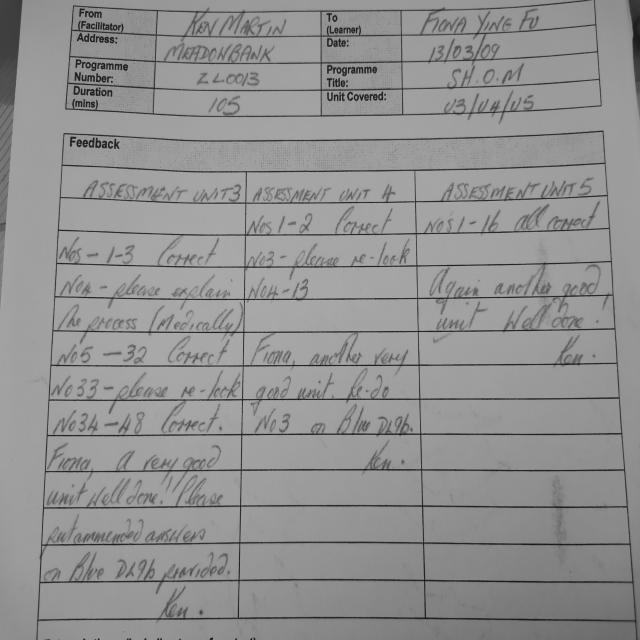 From (Facilitator) KEN MARTIN To (Learner) FIONA YING FU
Address: MEADOWBANK Date: 13/03/09
Programme Number: 2L0013 Programme Title: S.H.O.M
Duration (mins) 105 Unit Covered: U3/U4/U5
Feedback
ASSESSMENT UNIT 3
Nos - 1-3 Correct
No4 - please explain
the process (Medically)
No5 - 32 Correct
No33 - please re-look
No34 - 48 Correct.
Fiona, A very good
unit Well done! Please
put ammended answers
on Blue DL9b provided.
Ken.
ASSESSMENT UNIT 4
Nos 1-2 Correct
No3 - please re-look
No4-13
Fiona, another very
good unit. Re-do
No3 on Blue DL9b.
Ken.
ASSESSMENT UNIT 5
No's 1-16 all correct
Again another good
unit Well done!
Ken.